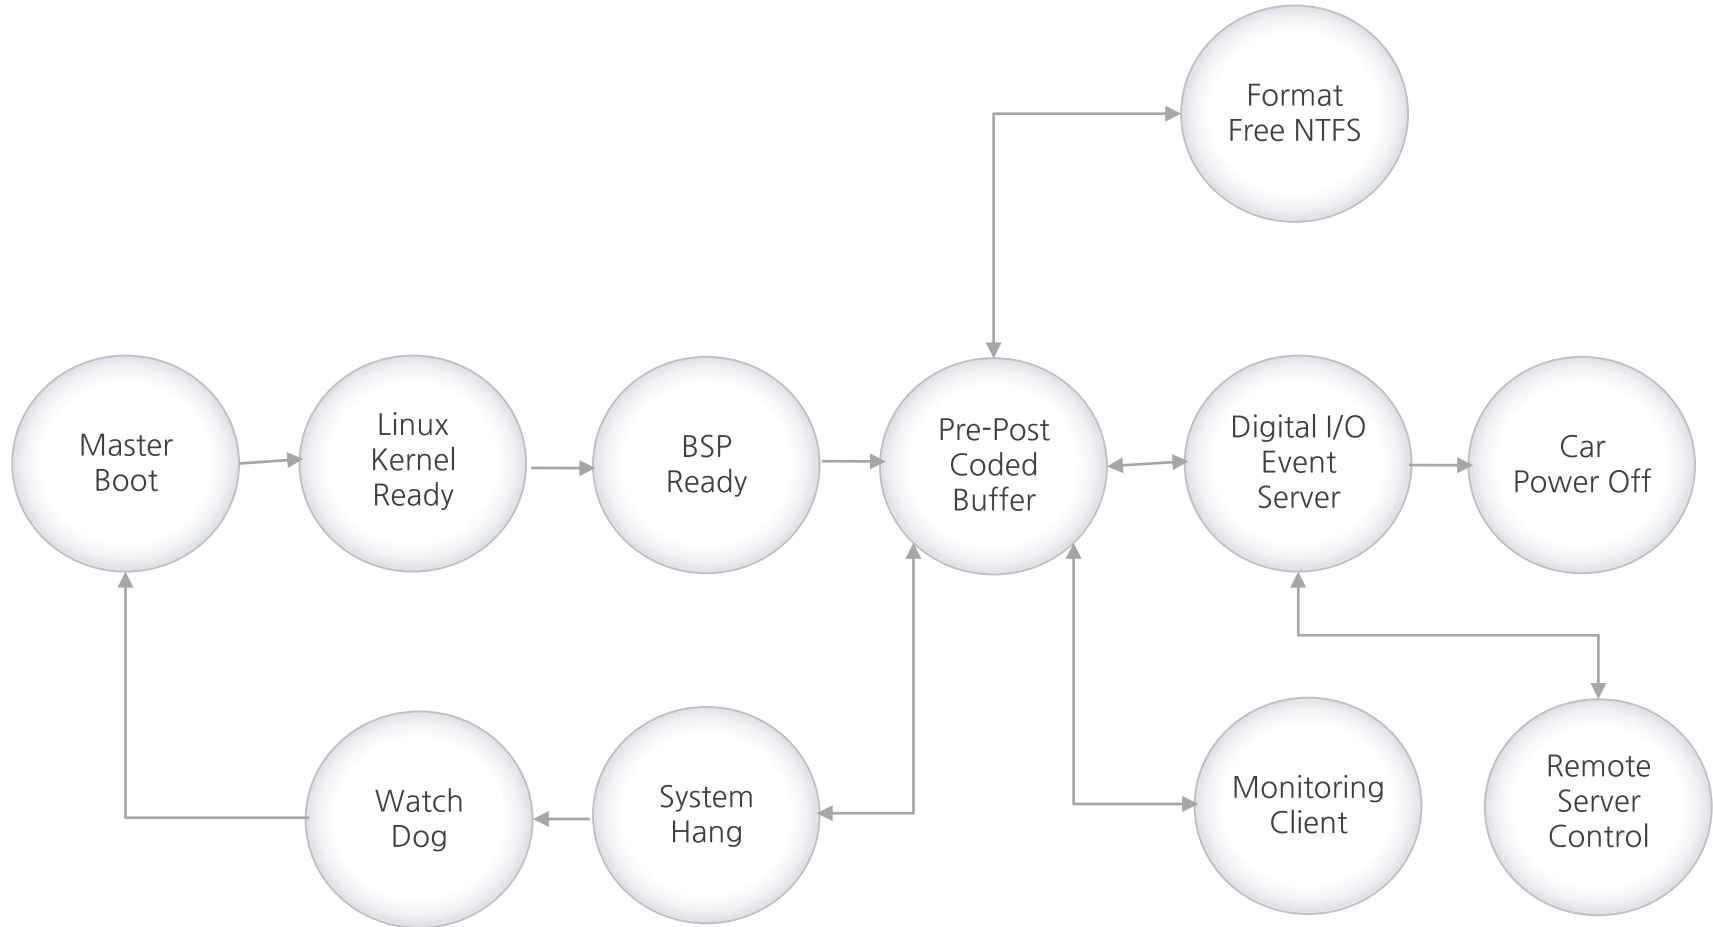 Format
Free NTFS
Master
Boot
Linux
Kernel
Ready
BSP
Ready
Pre-Post
Coded
Buffer
Digital I/O
Event
Server
Car
Power Off
Watch
Dog
System
Hang
Monitoring
Client
Remote
Server
Control